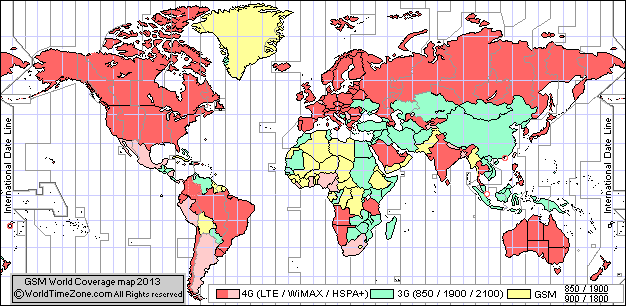 International Date Line
International Date Line
GSM World Coverage map 2013
©WorldTimeZone.com All Rights reserved
4G (LTE / WiMAX / HSPA+)
3G (850 / 1900 / 2100)
GSM
850 / 1900
900 / 1800